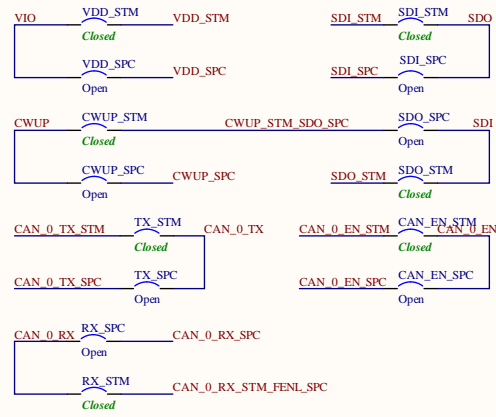 VIO VDD_STM VDD_STM SDI_STM SDI_STM SDO
Closed Closed
VDD_SPC VDD_SPC SDI_SPC SDI_SPC
Open Open
CWUP CWUP_STM CWUP_STM_SDO_SPC SDO_SPC SDI
Closed Open
CWUP_SPC CWUP_SPC SDO_STM SDO_STM
Open Closed
CAN_0_TX_STM TX_STM CAN_0_TX CAN_0_EN_STM CAN_EN_STM CAN_0_EN
Closed Closed
CAN_0_TX_SPC TX_SPC CAN_0_EN_SPC CAN_EN_SPC
Open Open
CAN_0_RX RX_SPC CAN_0_RX_SPC
Open
RX_STM CAN_0_RX_STM_FENL_SPC
Closed